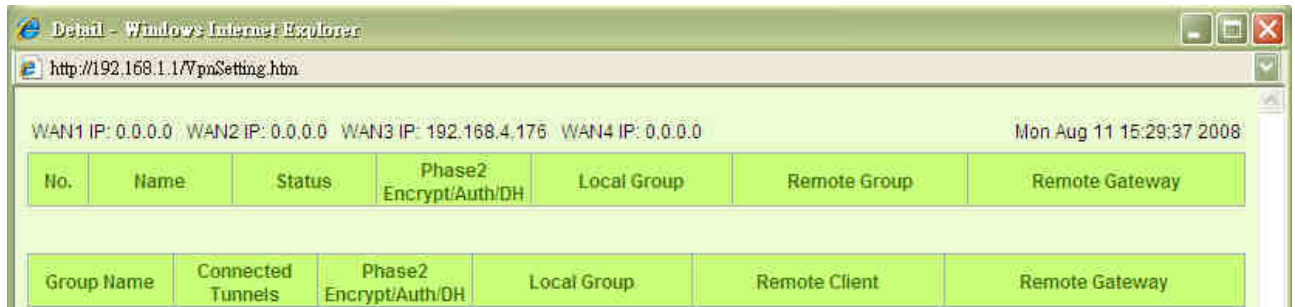 Detail - Windows Internet Explorer
http://192.168.1.1/VpnSetting.htm
WAN1 IP: 0.0.0.0 WAN2 IP: 0.0.0.0 WAN3 IP: 192.168.4.176 WAN4 IP: 0.0.0.0 Mon Aug 11 15:29:37 2008
No. Name Status Phase2 Encrypt/Auth/DH Local Group Remote Group Remote Gateway
Group Name Connected Tunnels Phase2 Encrypt/Auth/DH Local Group Remote Client Remote Gateway